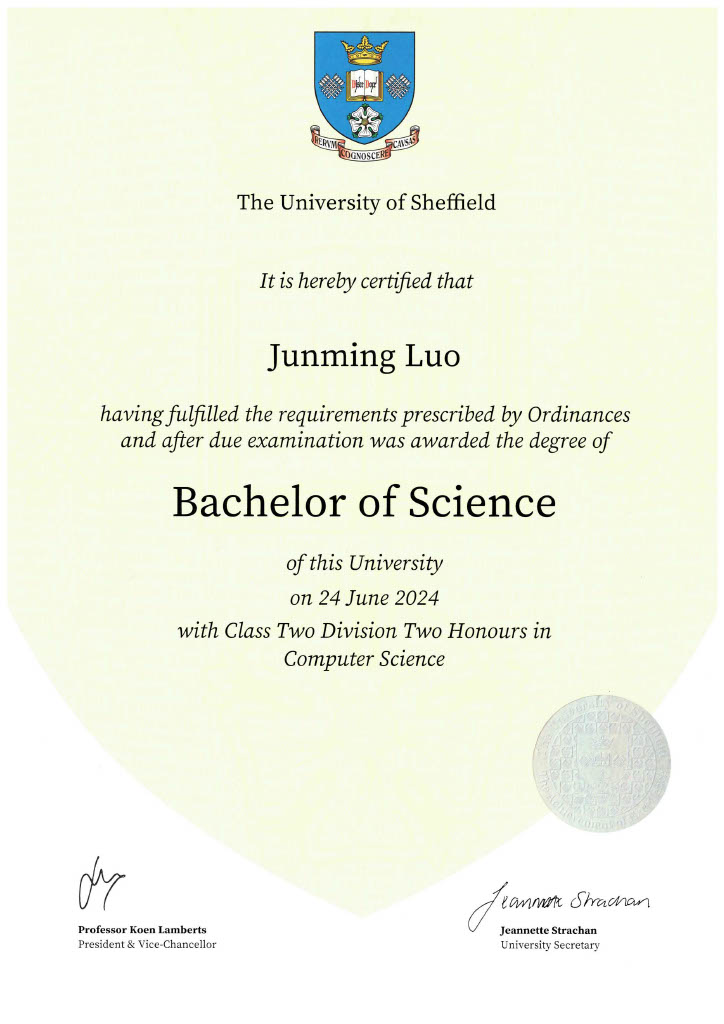 Disce Doce
RERVM COGNOSCERE CAVSAS
The University of Sheffield
It is hereby certified that
Junming Luo
having fulfilled the requirements prescribed by Ordinances
and after due examination was awarded the degree of
Bachelor of Science
of this University
on 24 June 2024
with Class Two Division Two Honours in
Computer Science
Jeannette Strachan
Professor Koen Lamberts
President & Vice-Chancellor
Jeannette Strachan
University Secretary